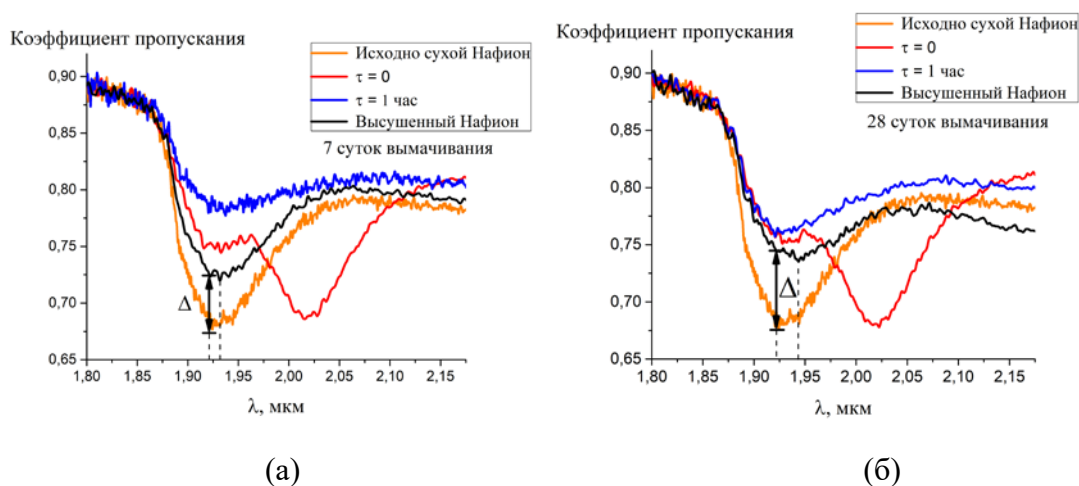 Коэффициент пропускания
Исходно сухой Нафион
τ = 0
τ = 1 час
Высушенный Нафион
7 суток вымачивания
0,90
0,85
0,80
0,75
0,70
0,65
Δ
1,80 1,85 1,90 1,95 2,00 2,05 2,10 2,15
λ, мкм
(а)
Коэффициент пропускания
Исходно сухой Нафион
τ = 0
τ = 1 час
Высушенный Нафион
28 суток вымачивания
0,90
0,85
0,80
0,75
0,70
0,65
Δ
1,80 1,85 1,90 1,95 2,00 2,05 2,10 2,15
λ, мкм
(б)